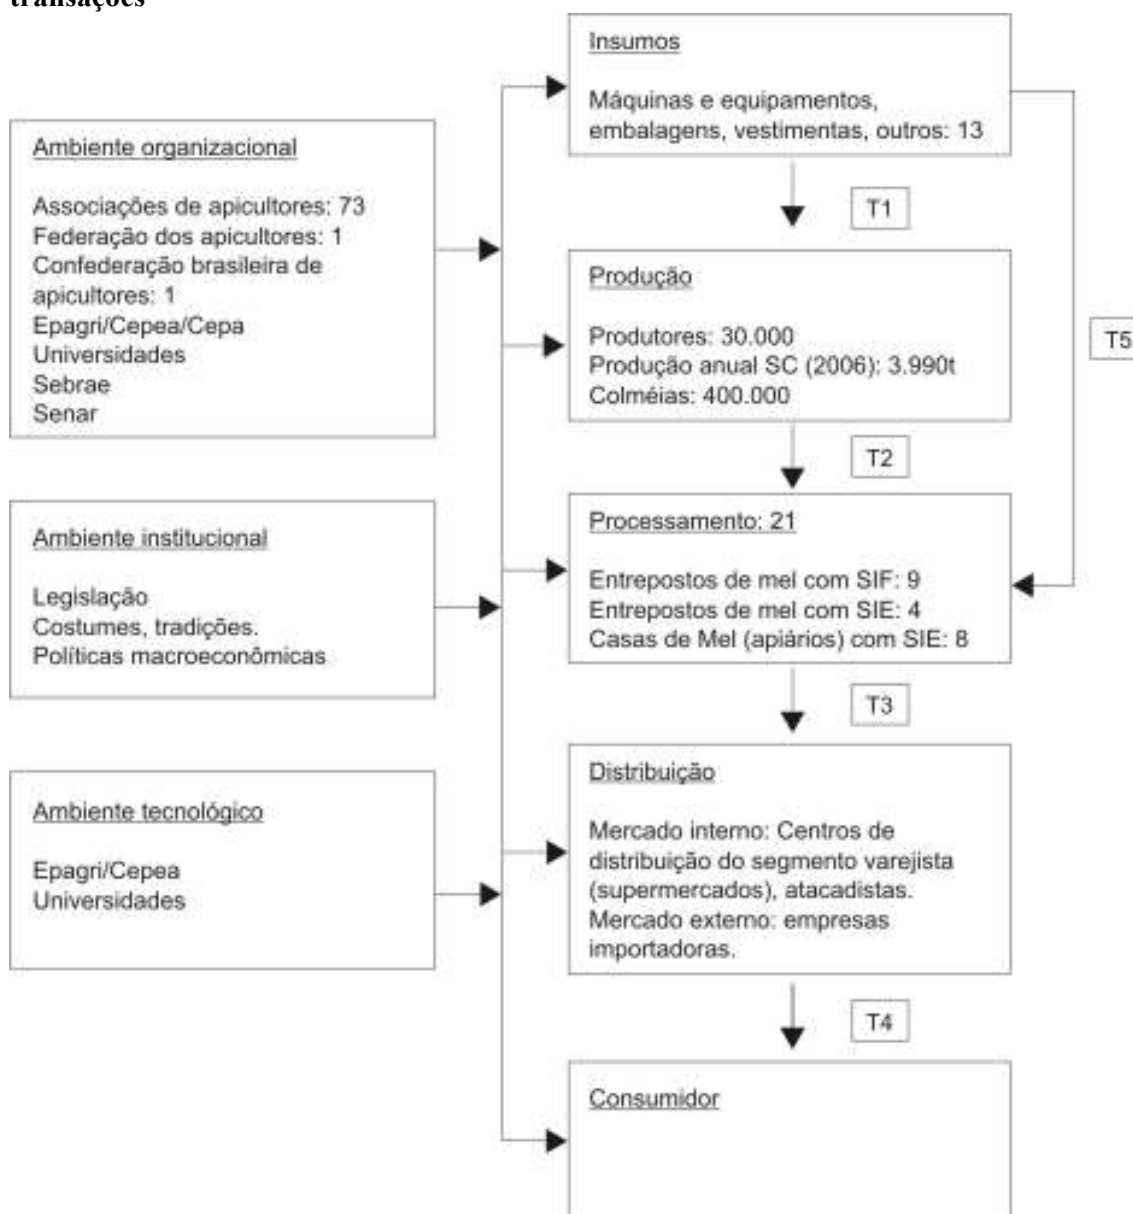 transações
Insumos
Máquinas e equipamentos,
embalagens, vestimentas, outros: 13
Ambiente organizacional
Associações de apicultores: 73
Federação dos apicultores: 1
Confederação brasileira de
apicultores: 1
Epagri/Cepea/Cepa
Universidades
Sebrae
Senar
T1
Produção
Produtores: 30.000
Produção anual SC (2006): 3.990t
Colméias: 400.000
T5
T2
Ambiente institucional
Legislação
Costumes, tradições.
Políticas macroeconômicas
Processamento: 21
Entrepostos de mel com SIF: 9
Entrepostos de mel com SIE: 4
Casas de Mel (apiários) com SIE: 8
T3
Ambiente tecnológico
Epagri/Cepea
Universidades
Distribuição
Mercado interno: Centros de
distribuição do segmento varejista
(supermercados), atacadistas.
Mercado externo: empresas
importadoras.
T4
Consumidor